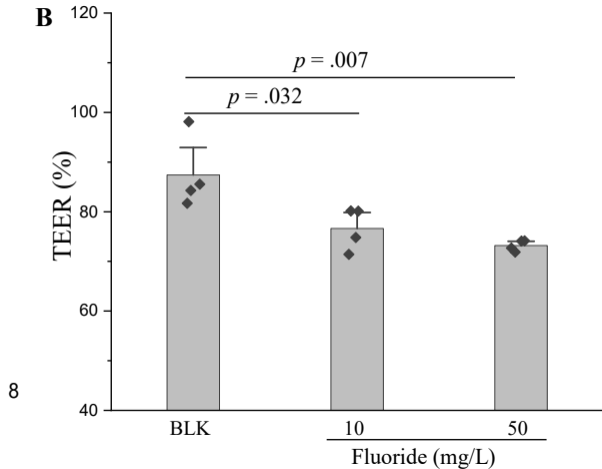 B
120
p = .007
p = .032
100
TEER (%)
80
60
8
40
BLK 10 50
Fluoride (mg/L)